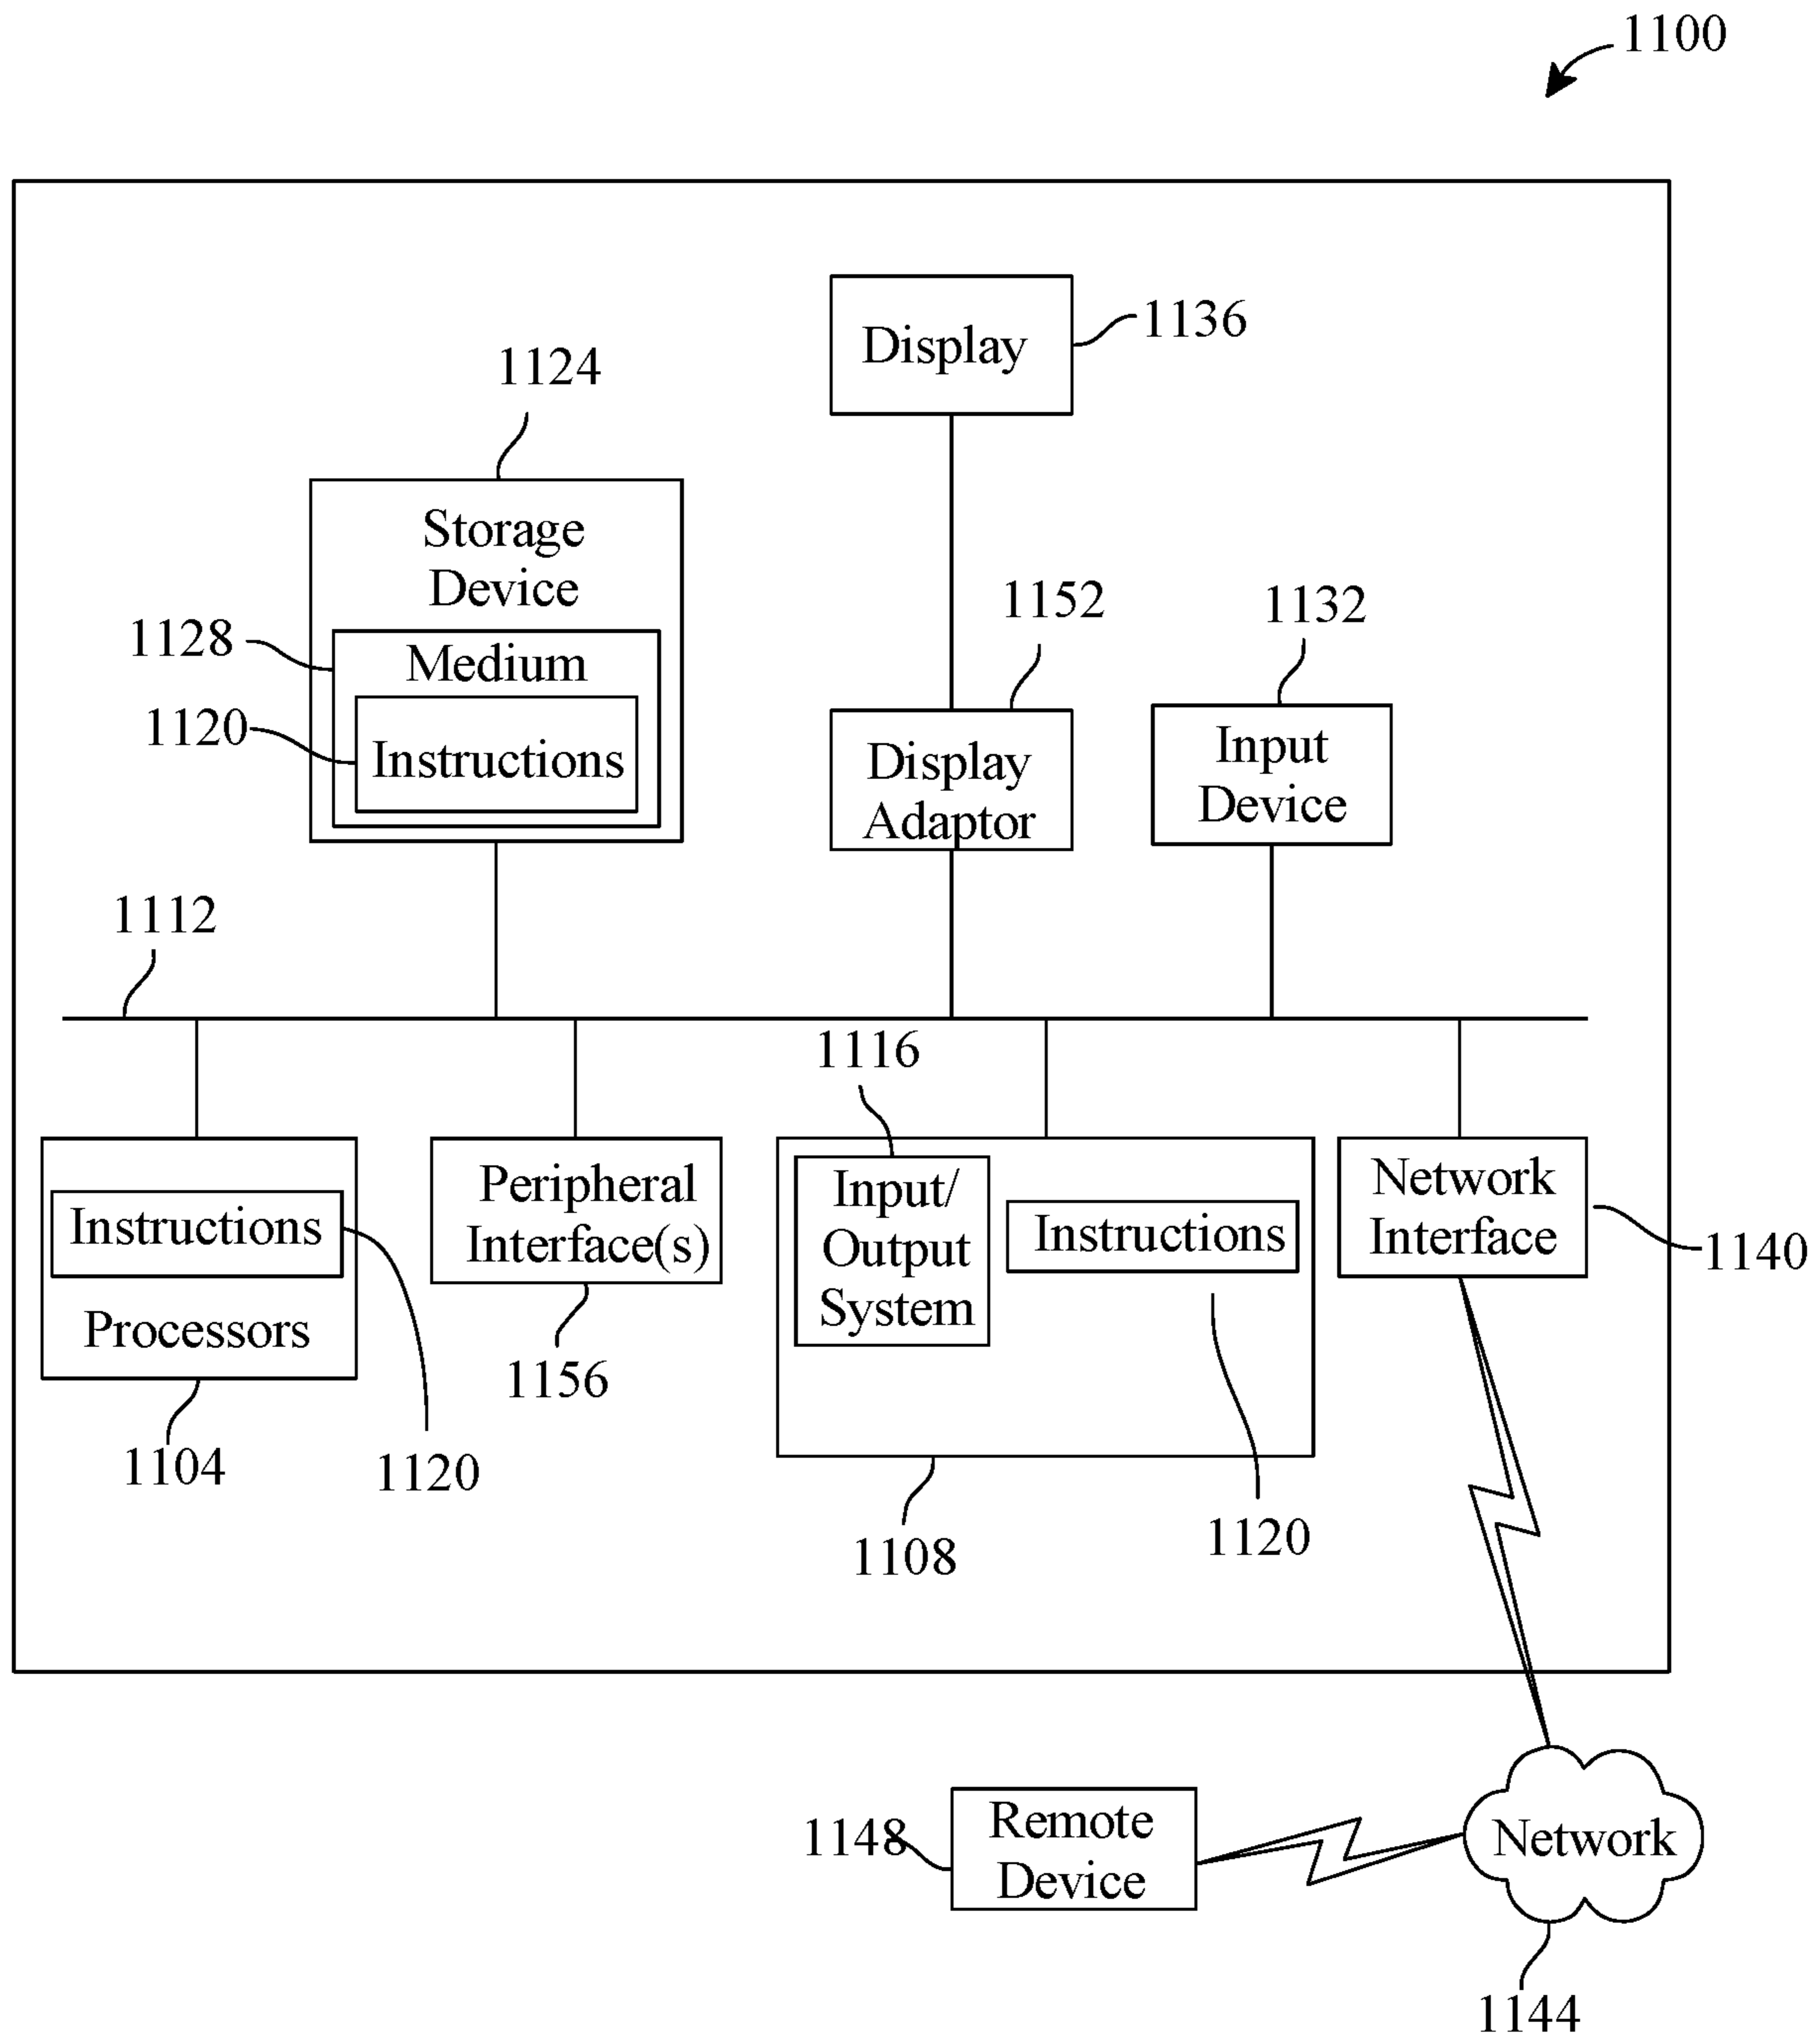 1100
Display
1136
1124
Storage
Device
1128
Medium
1120
Instructions
1152
Display
Adaptor
1132
Input
Device
1112
1116
Instructions
Processors
1104
1120
Peripheral
Interface(s)
1156
Input/
Output
System
Instructions
1108
1120
Network
Interface
1140
1148
Remote
Device
Network
1144